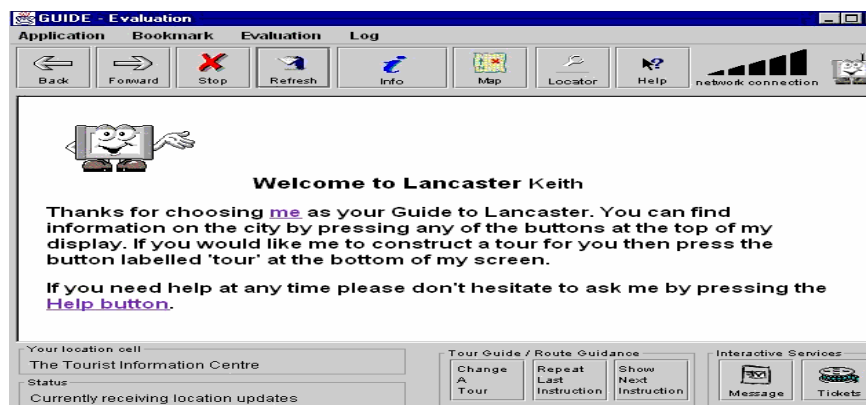 GUIDE - Evaluation
Application Bookmark Evaluation Log
Back Forward Stop Refresh Info Map Locator Help network connection
Welcome to Lancaster Keith
Thanks for choosing me as your Guide to Lancaster. You can find
information on the city by pressing any of the buttons at the top of my
display. If you would like me to construct a tour for you then press the
button labelled 'tour' at the bottom of my screen.
If you need help at any time please don't hesitate to ask me by pressing the
Help button.
Your location cell
The Tourist Information Centre
Status
Currently receiving location updates
Tour Guide / Route Guidance
Change
A
Tour
Repeat
Last
Instruction
Show
Next
Instruction
Interactive Services
Message Tickets